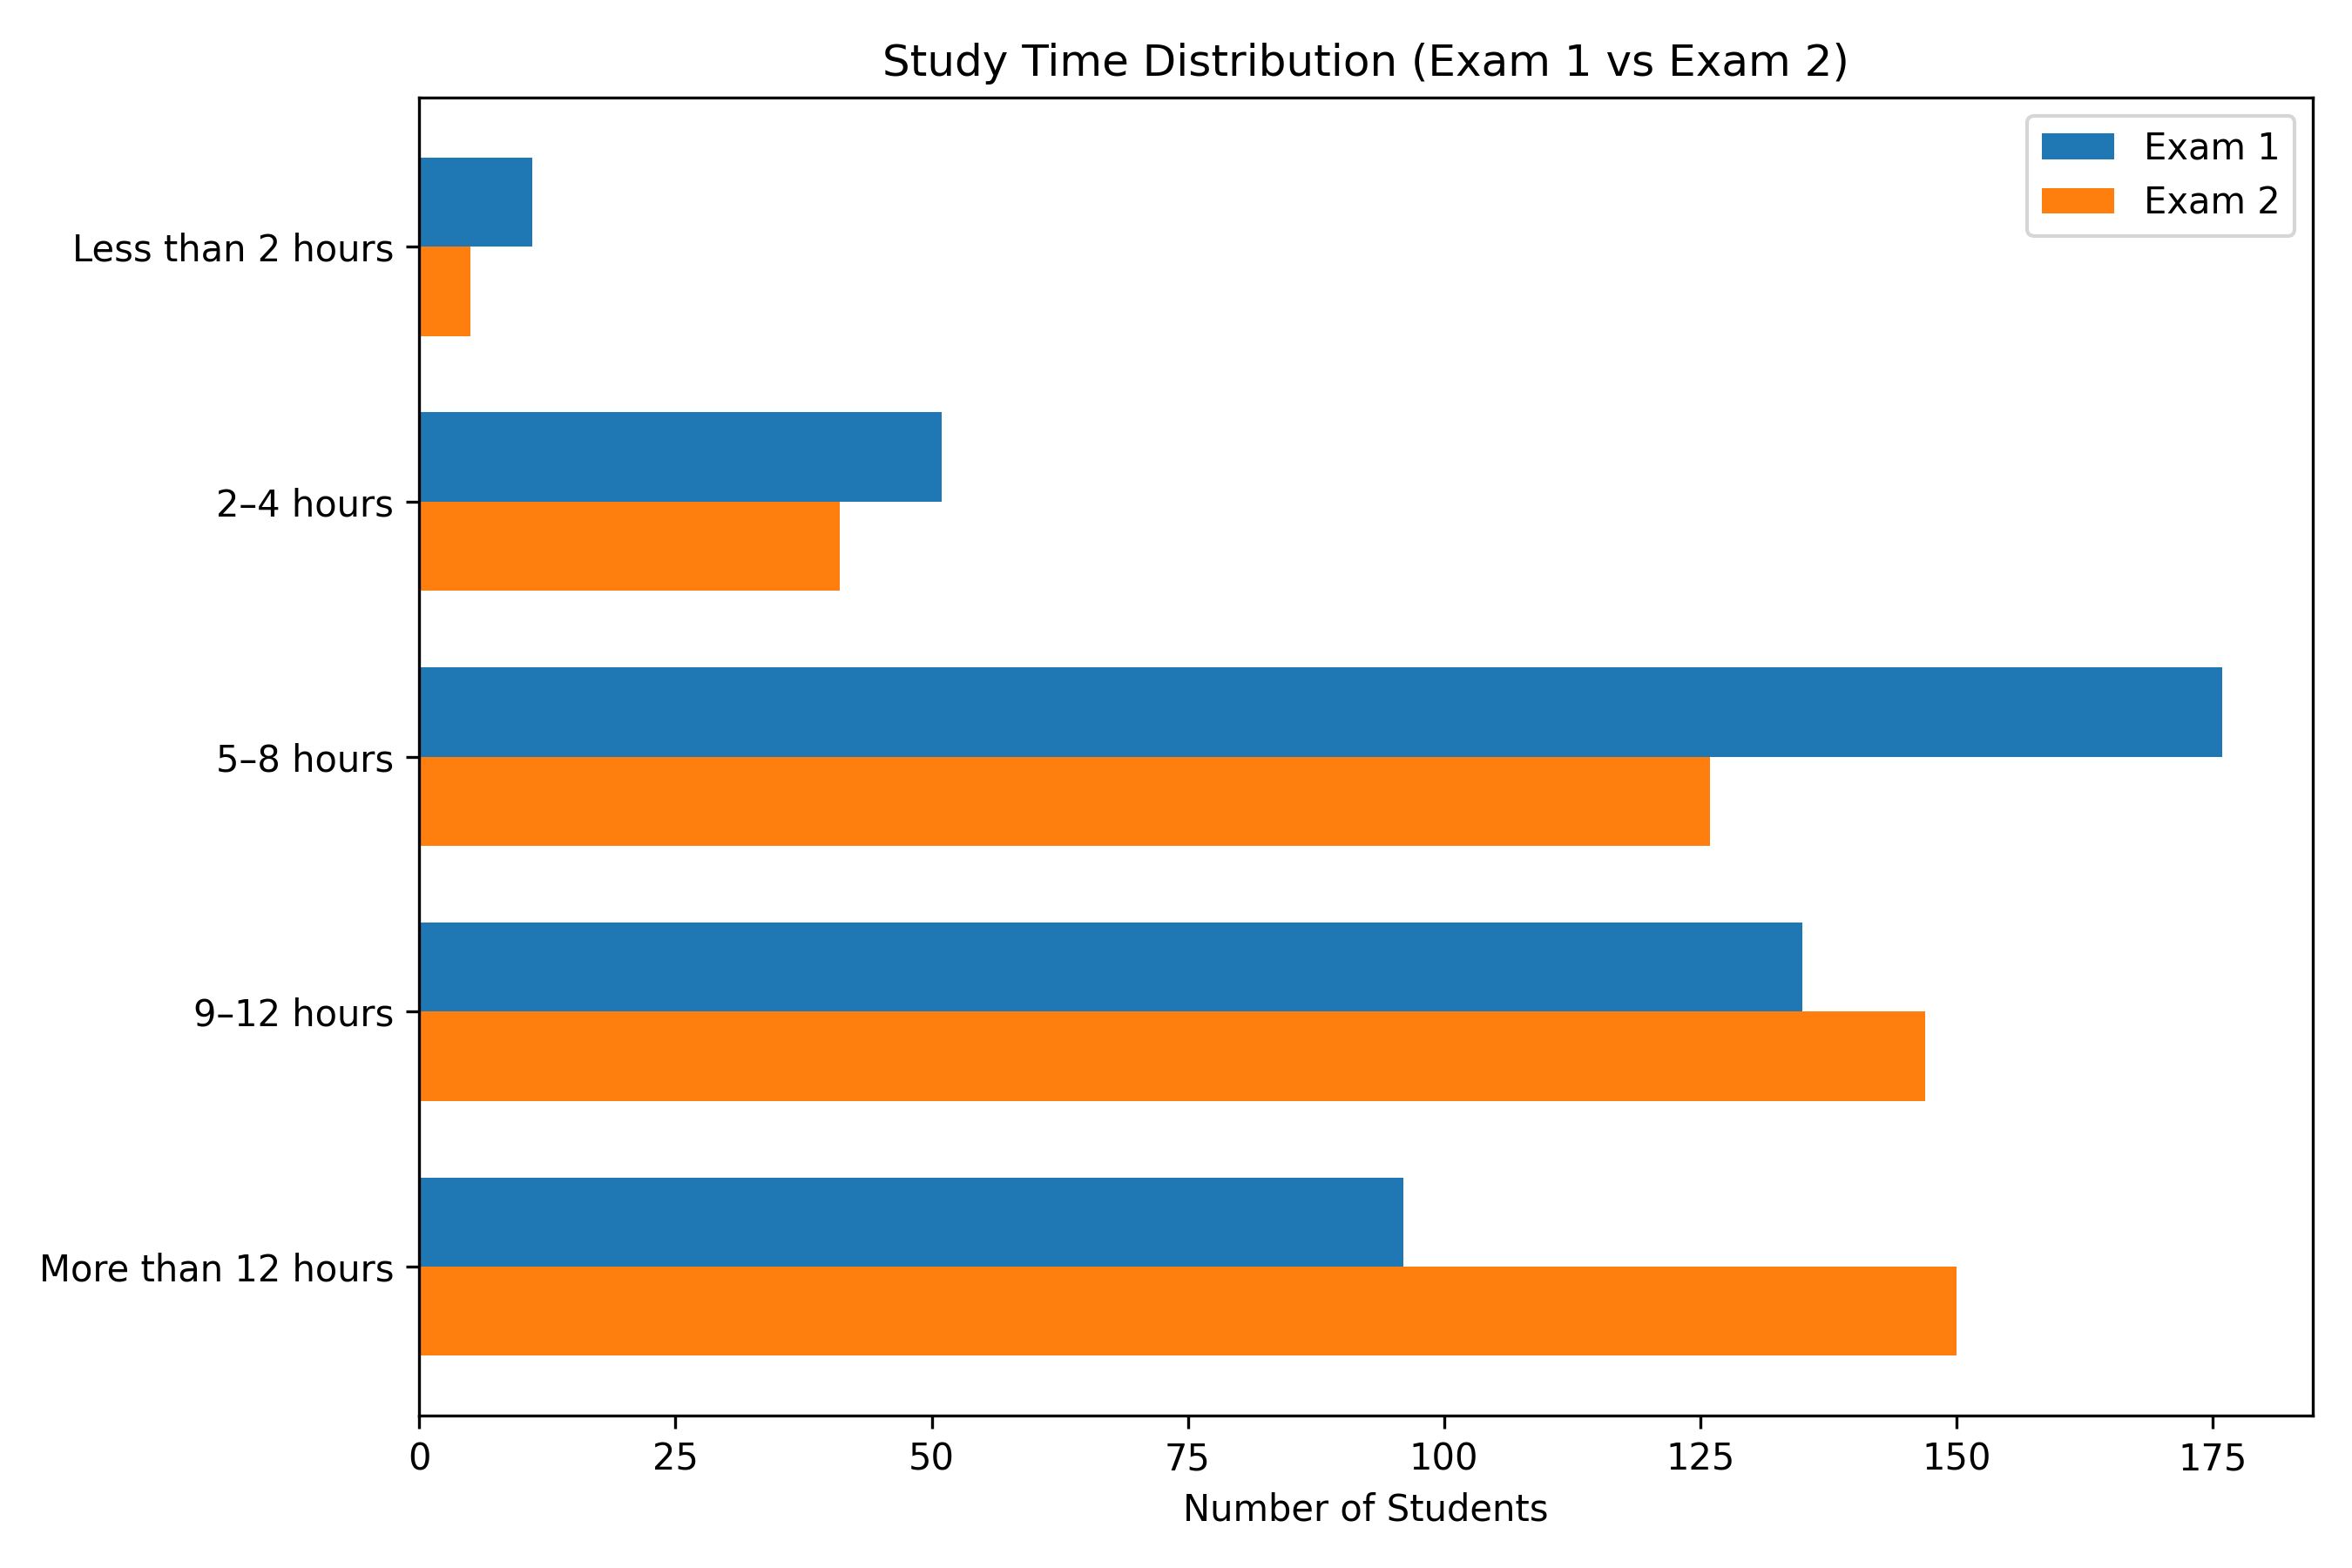 Study Time Distribution (Exam 1 vs Exam 2)
Exam 1
Exam 2
Less than 2 hours
2–4 hours
5–8 hours
9–12 hours
More than 12 hours
0 25 50 75 100 125 150 175
Number of Students